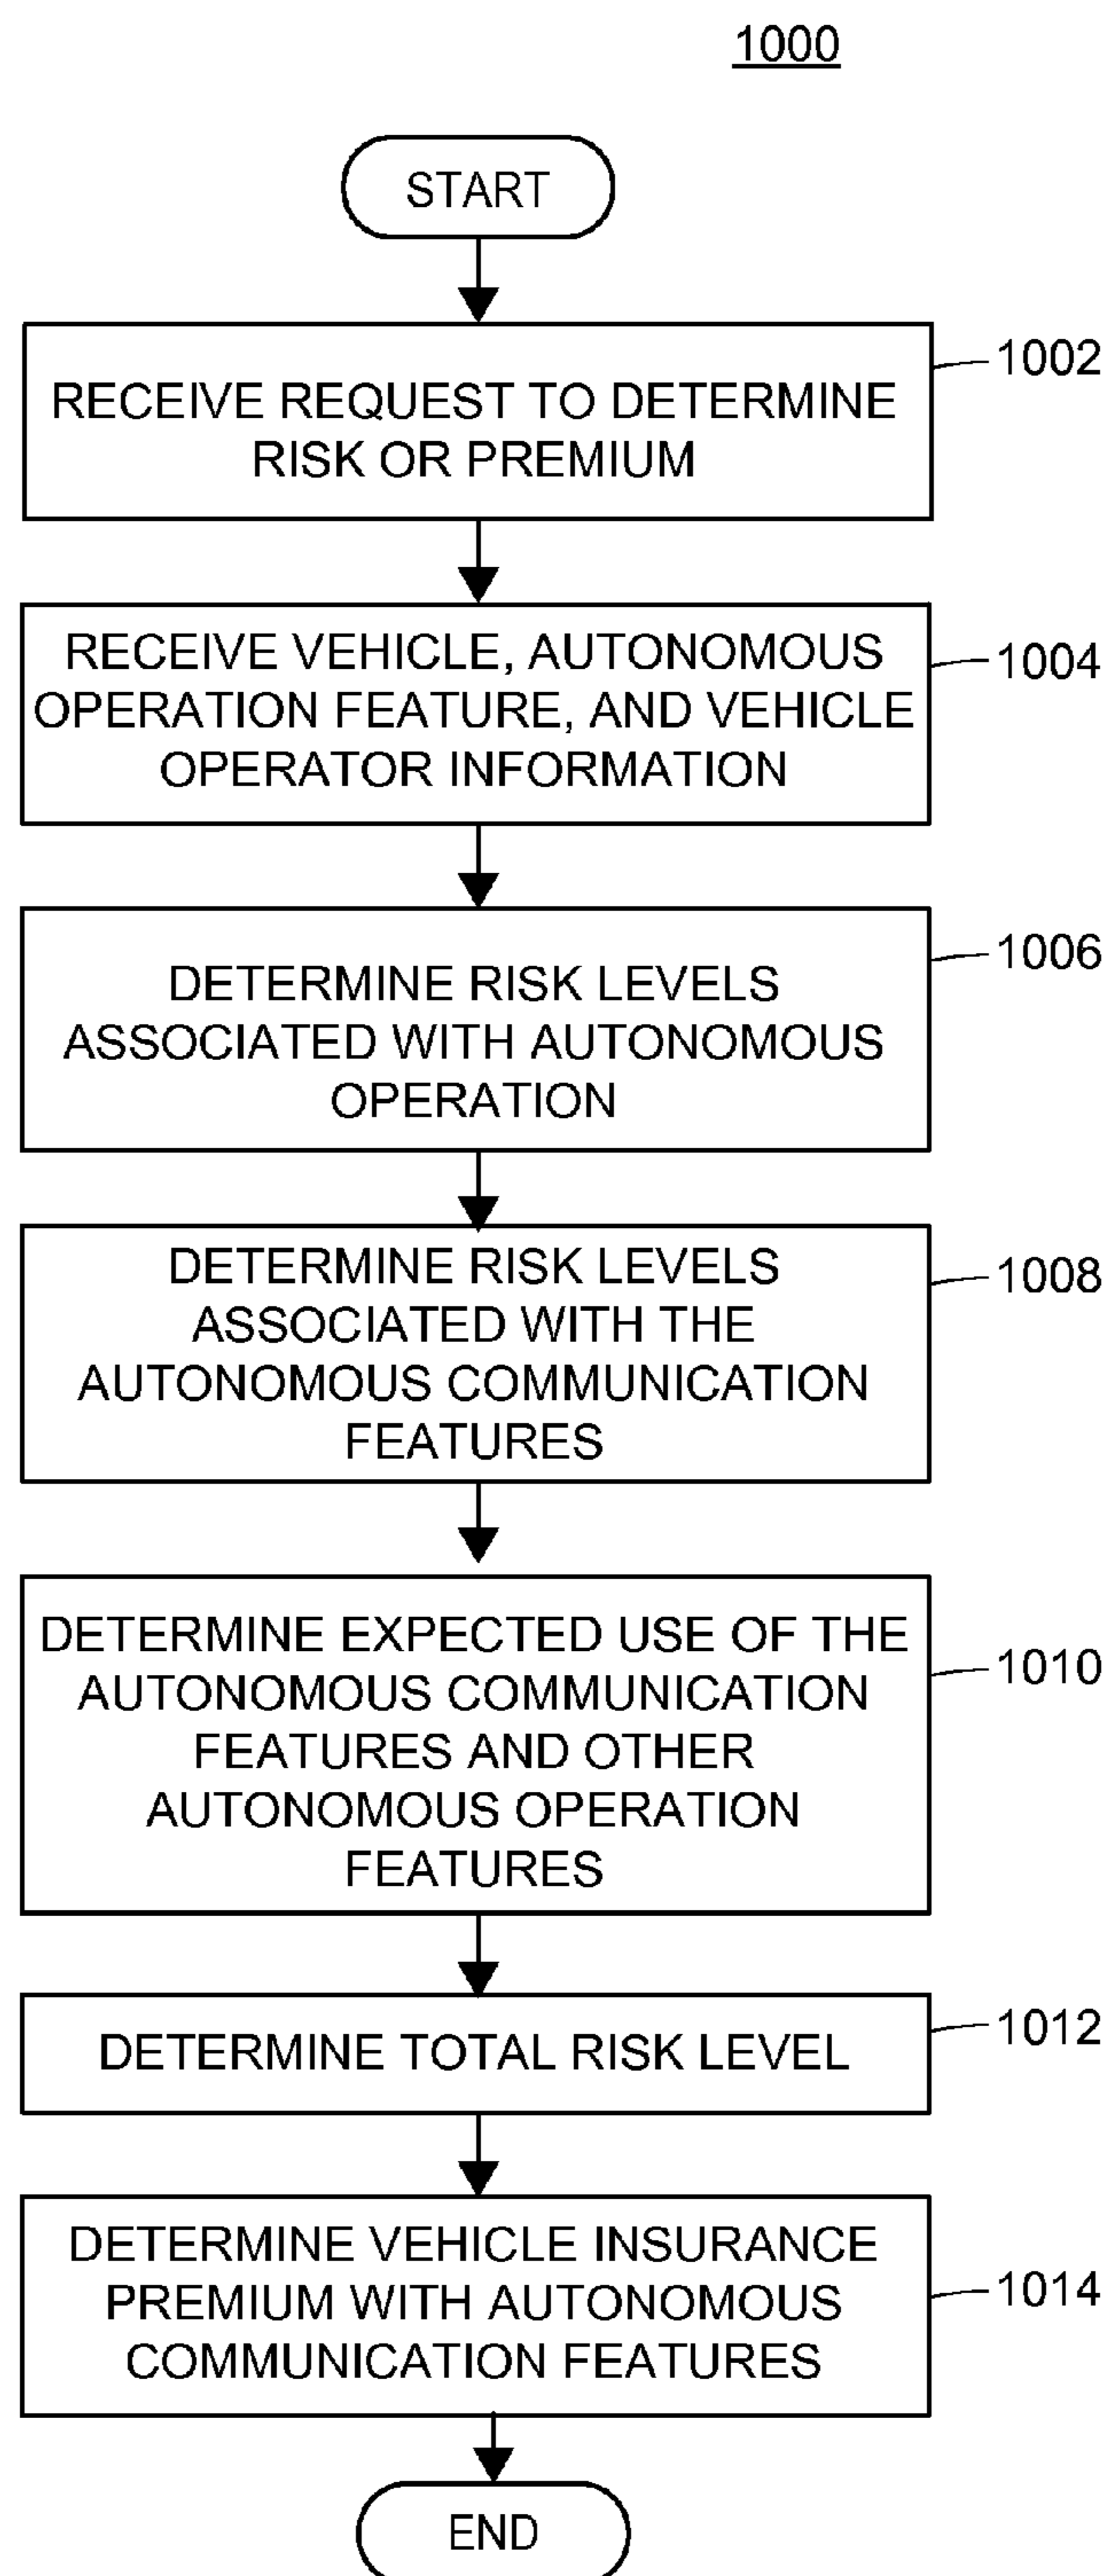 1000
START
RECEIVE REQUEST TO DETERMINE
RISK OR PREMIUM
1002
RECEIVE VEHICLE, AUTONOMOUS
OPERATION FEATURE, AND VEHICLE
OPERATOR INFORMATION
1004
DETERMINE RISK LEVELS
ASSOCIATED WITH AUTONOMOUS
OPERATION
1006
DETERMINE RISK LEVELS
ASSOCIATED WITH THE
AUTONOMOUS COMMUNICATION
FEATURES
1008
DETERMINE EXPECTED USE OF THE
AUTONOMOUS COMMUNICATION
FEATURES AND OTHER
AUTONOMOUS OPERATION
FEATURES
1010
DETERMINE TOTAL RISK LEVEL
1012
DETERMINE VEHICLE INSURANCE
PREMIUM WITH AUTONOMOUS
COMMUNICATION FEATURES
1014
END